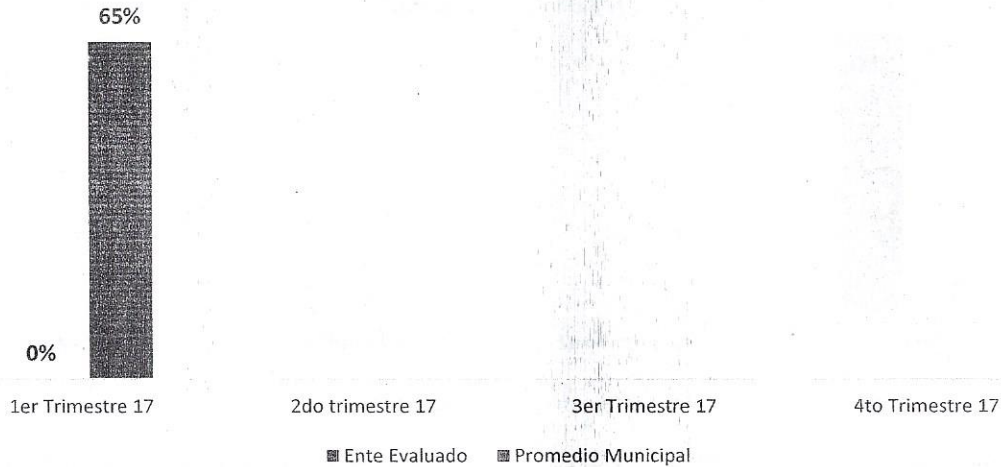 65%
0%
1er Trimestre 17 2do trimestre 17 3er Trimestre 17 4to Trimestre 17
Ente Evaluado Promedio Municipal